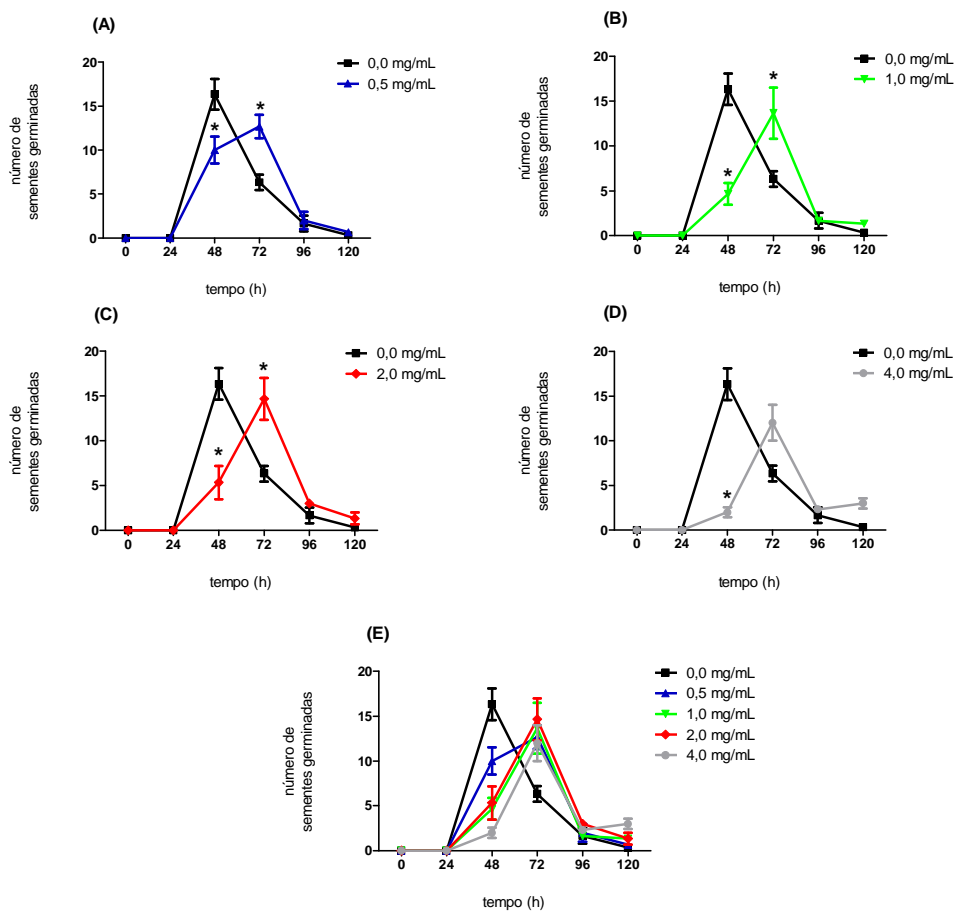 (A)
0,0 mg/mL
0,5 mg/mL
*
*
número de
sementes germinadas
20
15
10
5
0
0 24 48 72 96 120
tempo (h)
(B)
0,0 mg/mL
1,0 mg/mL
*
*
número de
sementes germinadas
20
15
10
5
0
0 24 48 72 96 120
tempo (h)
(C)
0,0 mg/mL
2,0 mg/mL
*
*
número de
sementes germinadas
20
15
10
5
0
0 24 48 72 96 120
tempo (h)
(D)
0,0 mg/mL
4,0 mg/mL
*
número de
sementes germinadas
20
15
10
5
0
0 24 48 72 96 120
tempo (h)
(E)
0,0 mg/mL
0,5 mg/mL
1,0 mg/mL
2,0 mg/mL
4,0 mg/mL
número de
sementes germinadas
20
15
10
5
0
0 24 48 72 96 120
tempo (h)